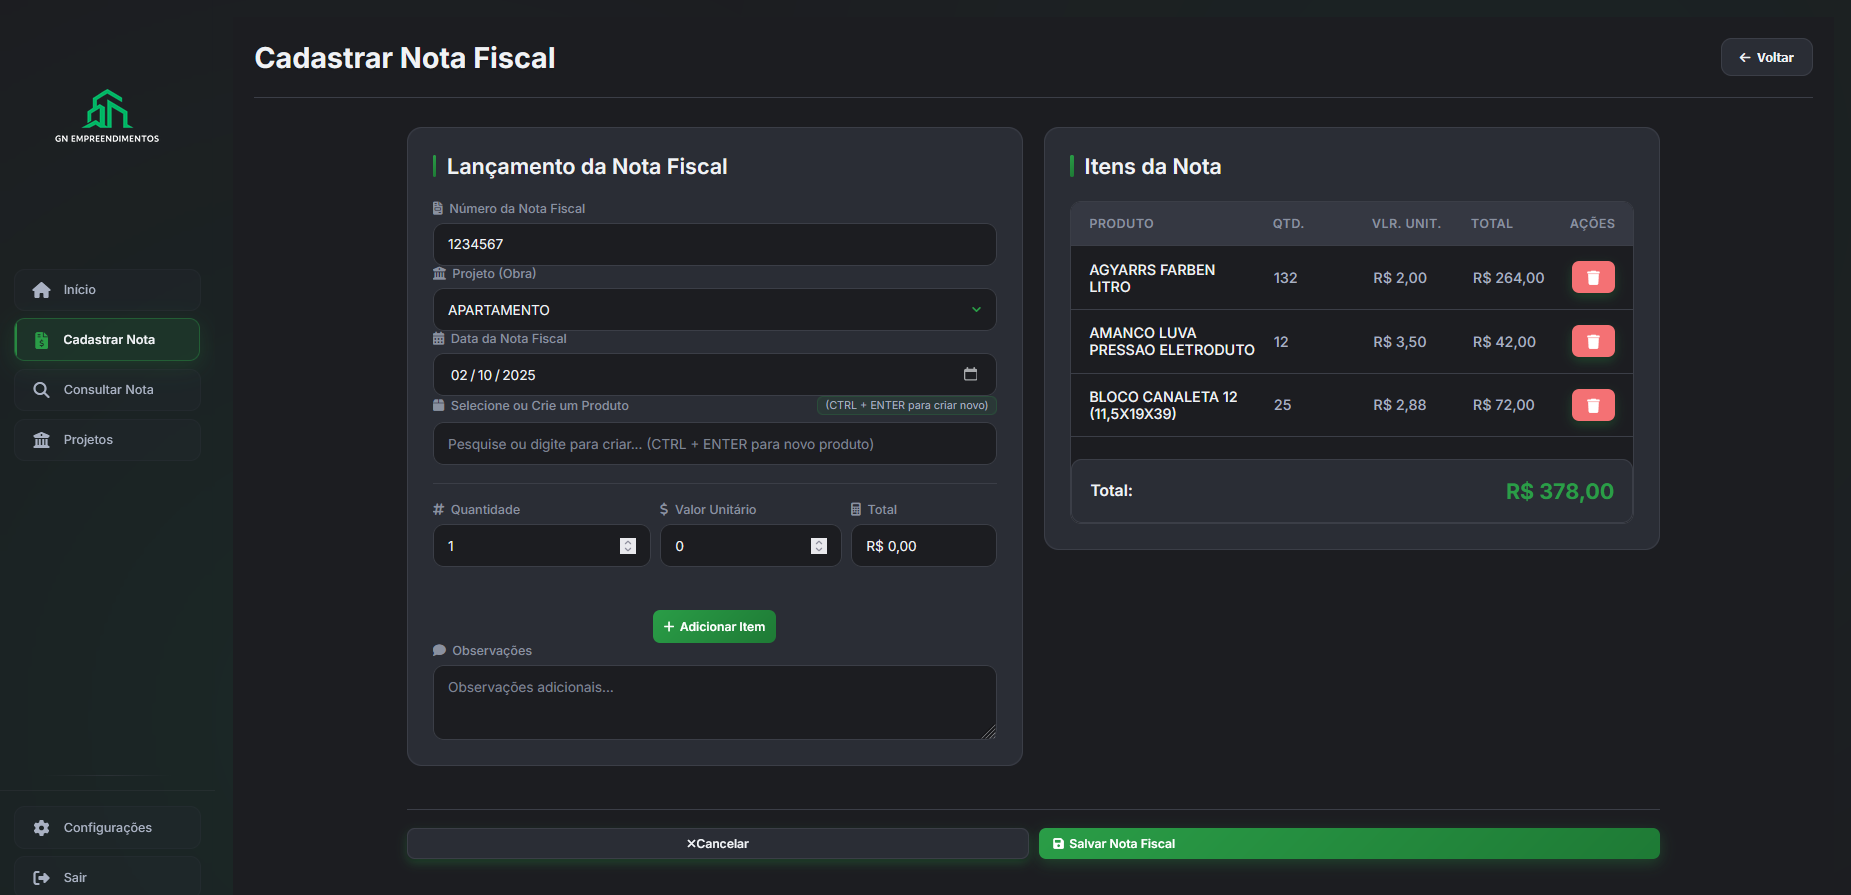 GN EMPREENDIMENTOS
Início
Cadastrar Nota
Consultar Nota
Projetos
Configurações
Sair
Cadastrar Nota Fiscal
Voltar
Lançamento da Nota Fiscal
Número da Nota Fiscal
1234567
Projeto (Obra)
APARTAMENTO
Data da Nota Fiscal
02/10/2025
Selecione ou Crie um Produto (CTRL + ENTER para criar novo)
Pesquise ou digite para criar... (CTRL + ENTER para novo produto)
# Quantidade $ Valor Unitário Total
1 0 R$ 0,00
+ Adicionar Item
Observações
Observações adicionais...
Itens da Nota
PRODUTO QTD. VLR. UNIT. TOTAL AÇÕES
AGYARRS FARBEN
LITRO 132 R$ 2,00 R$ 264,00
AMANCO LUVA
PRESSAO ELETRODUTO 12 R$ 3,50 R$ 42,00
BLOCO CANALETA 12
(11,5X19X39) 25 R$ 2,88 R$ 72,00
Total: R$ 378,00
×Cancelar
Salvar Nota Fiscal